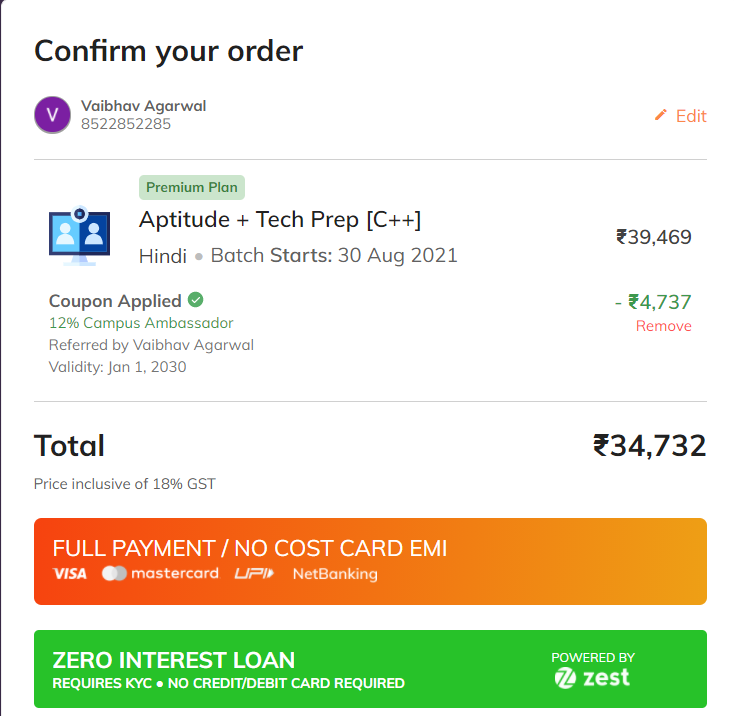 Confirm your order
V
Vaibhav Agarwal
8522852285
Edit
Premium Plan
Aptitude + Tech Prep [C++]
₹39,469
Hindi ● Batch Starts: 30 Aug 2021
Coupon Applied
- ₹4,737
12% Campus Ambassador
Remove
Referred by Vaibhav Agarwal
Validity: Jan 1, 2030
Total
₹34,732
Price inclusive of 18% GST
FULL PAYMENT / NO COST CARD EMI
VISA mastercard UPI NetBanking
ZERO INTEREST LOAN
POWERED BY
REQUIRES KYC ● NO CREDIT/DEBIT CARD REQUIRED
zest